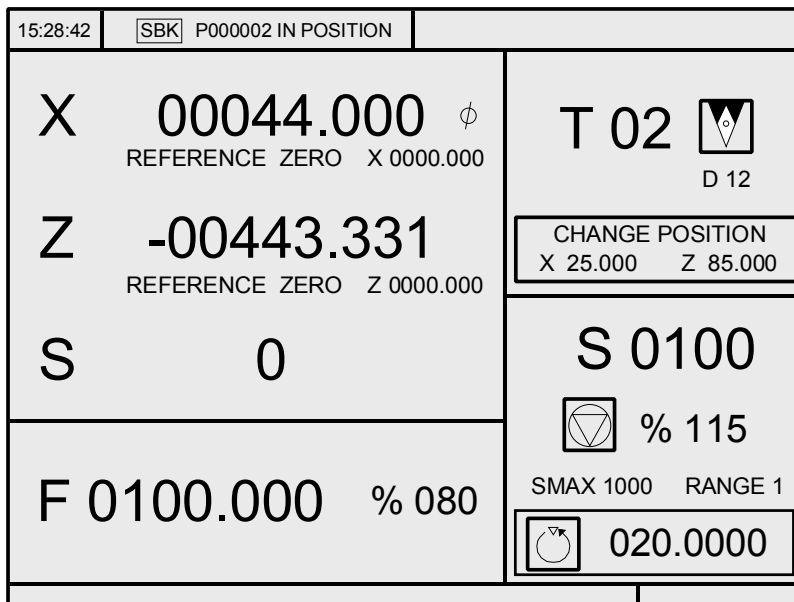 15:28:42 SBK P000002 IN POSITION
X 00044.000 ϕ
REFERENCE ZERO X 0000.000
Z -00443.331
REFERENCE ZERO Z 0000.000
S 0
F 0100.000 % 080
T 02
D 12
CHANGE POSITION
X 25.000 Z 85.000
S 0100
% 115
SMAX 1000 RANGE 1
020.0000